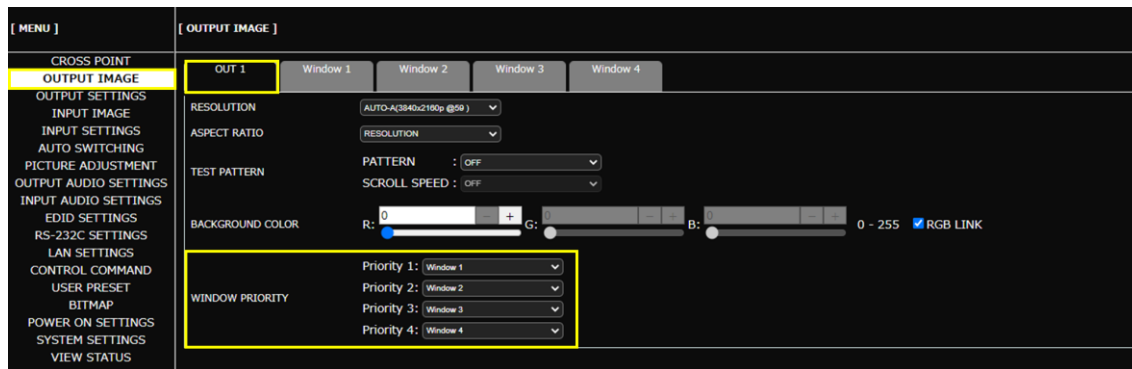 [ MENU ]
[ OUTPUT IMAGE ]
CROSS POINT
OUTPUT IMAGE
OUTPUT SETTINGS
INPUT IMAGE
INPUT SETTINGS
AUTO SWITCHING
PICTURE ADJUSTMENT
OUTPUT AUDIO SETTINGS
INPUT AUDIO SETTINGS
EDID SETTINGS
RS-232C SETTINGS
LAN SETTINGS
CONTROL COMMAND
USER PRESET
BITMAP
POWER ON SETTINGS
SYSTEM SETTINGS
VIEW STATUS
OUT 1 Window 1 Window 2 Window 3 Window 4
RESOLUTION AUTO-A(3840x2160p @59 )
ASPECT RATIO RESOLUTION
TEST PATTERN
PATTERN : OFF
SCROLL SPEED : OFF
BACKGROUND COLOR R: 0 - + G: 0 - + B: 0 - + 0 - 255 RGB LINK
WINDOW PRIORITY
Priority 1: Window 1
Priority 2: Window 2
Priority 3: Window 3
Priority 4: Window 4